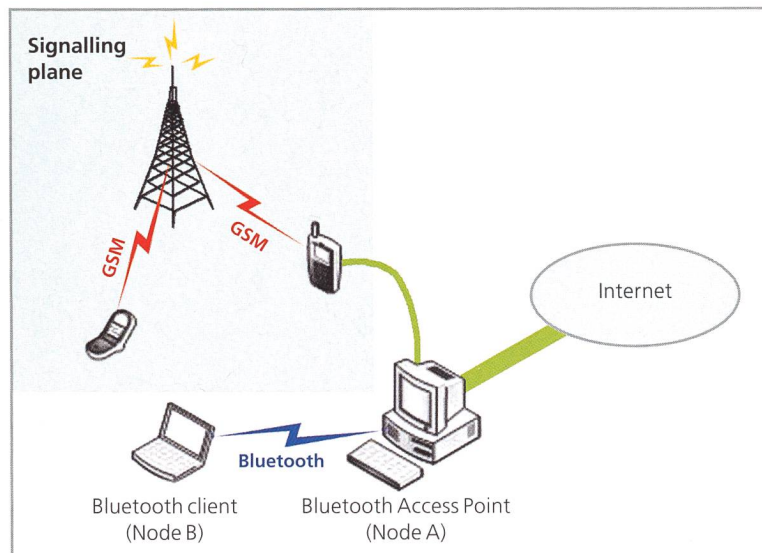 Signalling
plane
GSM
GSM
Internet
Bluetooth
Bluetooth client
(Node B)
Bluetooth Access Point
(Node A)